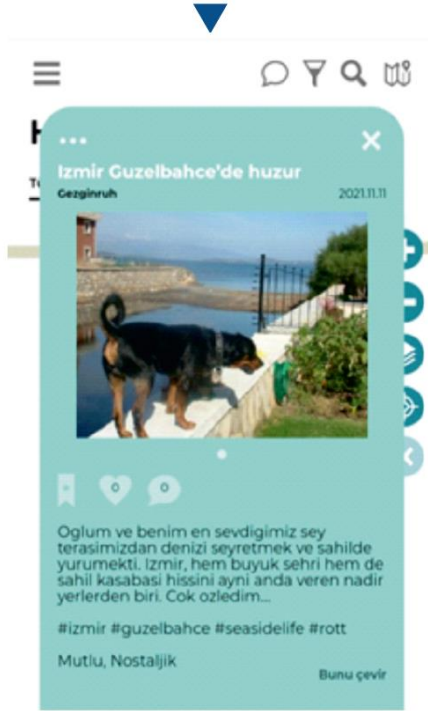 Izmir Guzelbahce'de huzur
Gezginruh 2021.11.11
0 0
Oglum ve benim en sevdigimiz sey
terasimizdan denizi seyretmek ve sahilde
yurumekti. Izmir, hem buyuk sehri hem de
sahil kasabasi hissini ayni anda veren nadir
yerlerden biri. Cok ozledim...
#izmir #guzelbahce #seasidelife #rott
Mutlu, Nostaljik
Bunu çevir